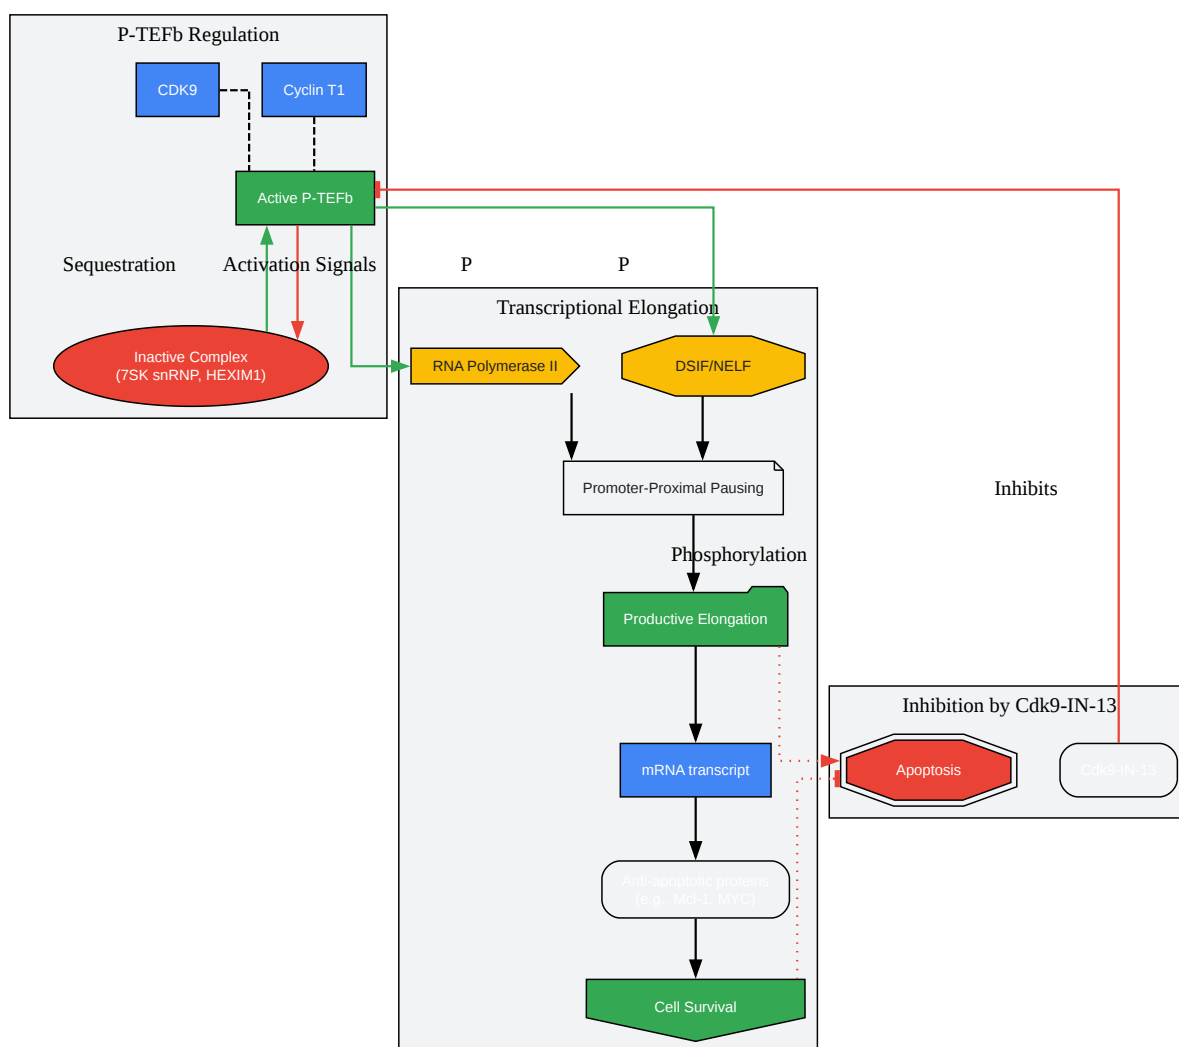 P-TEFb Regulation
CDK9
Cyclin T1
Active P-TEFb
Sequestration
Activation Signals
P
P
Inactive Complex
(7SK snRNP, HEXIM1)
Transcriptional Elongation
RNA Polymerase II
DSIF/NELF
Promoter-Proximal Pausing
Inhibits
Phosphorylation
Productive Elongation
Inhibition by Cdk9-IN-13
mRNA transcript
Apoptosis
Cdk9-IN-13
Anti-apoptotic proteins
(e.g., Mcl-1, MYC)
Cell Survival